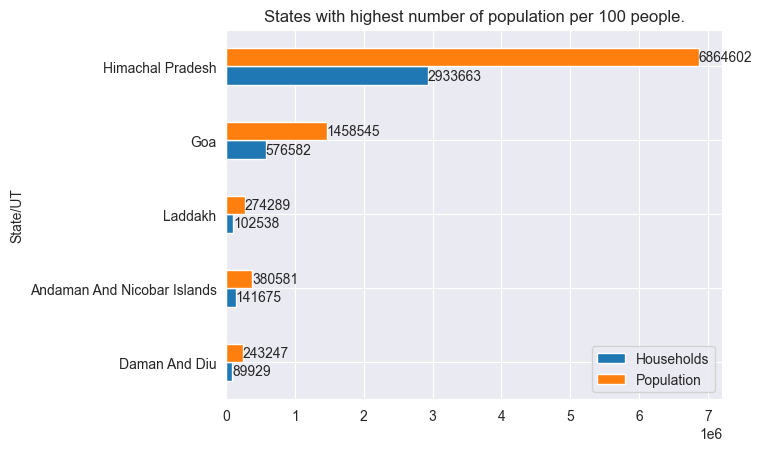 States with highest number of population per 100 people.
State/UT
Himachal Pradesh
6864602
2933663
Goa
1458545
576582
Laddakh
274289
102538
Andaman And Nicobar Islands
380581
141675
Daman And Diu
243247
89929
Households
Population
0 1 2 3 4 5 6 7
1e6